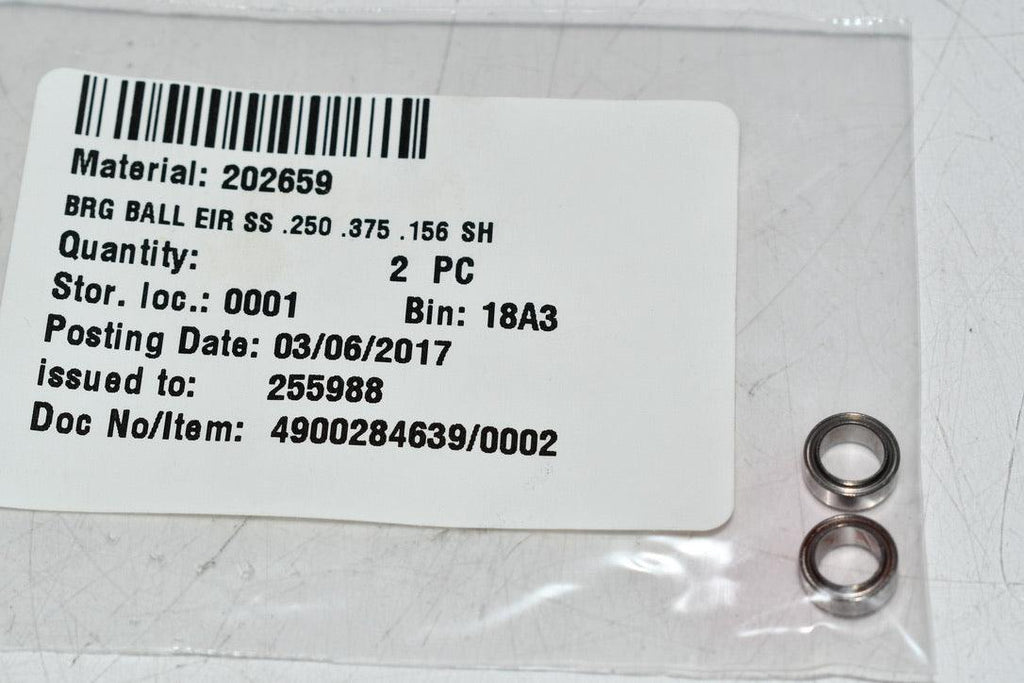 Material: 202659
BRG BALL EIR SS .250 .375 .156 SH
Quantity: 2 PC
Stor. loc.: 0001 Bin: 18A3
Posting Date: 03/06/2017
issued to: 255988
Doc No/Item: 4900284639/0002